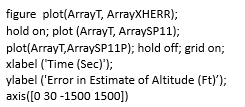 figure  plot(ArrayT, ArrayXHERR);
hold on; plot (ArrayT, ArraySP11);
plot(ArrayT,ArraySP11P); hold off; grid on;
xlabel ('Time (Sec)');
ylabel ('Error in Estimate of Altitude (Ft)’);
axis([0 30 -1500 1500])